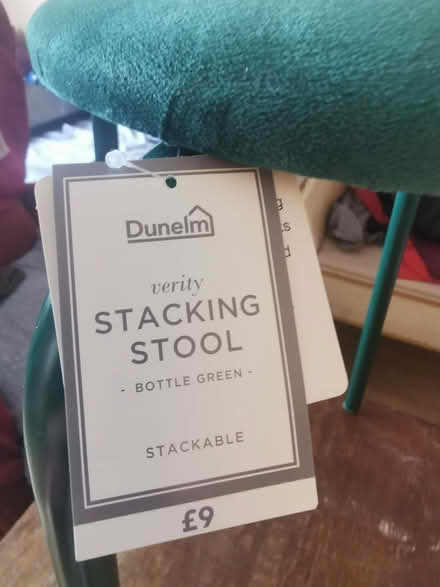 Dunelm
verity
STACKING
STOOL
- BOTTLE GREEN -
STACKABLE
£9